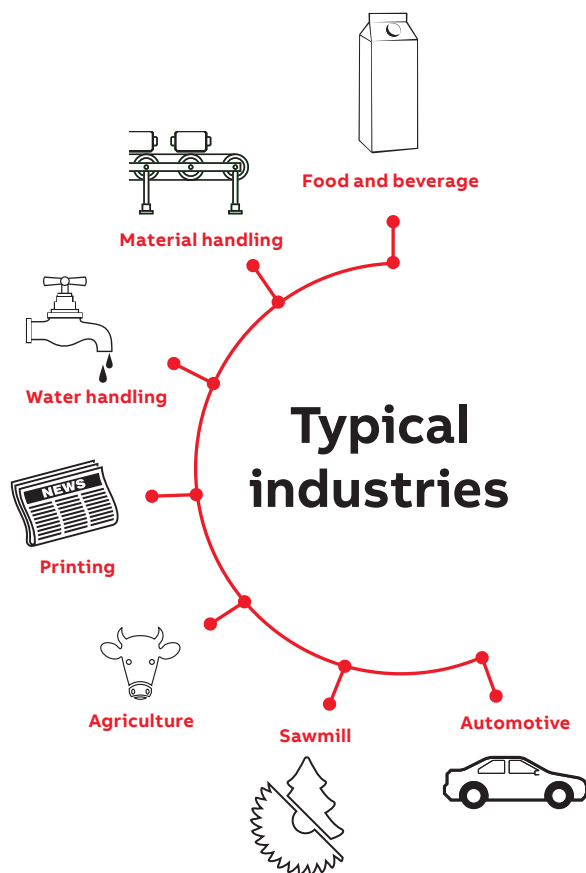 Food and beverage
Material handling
Water handling
Typical
industries
NEWS
Printing
Agriculture
Sawmill
Automotive